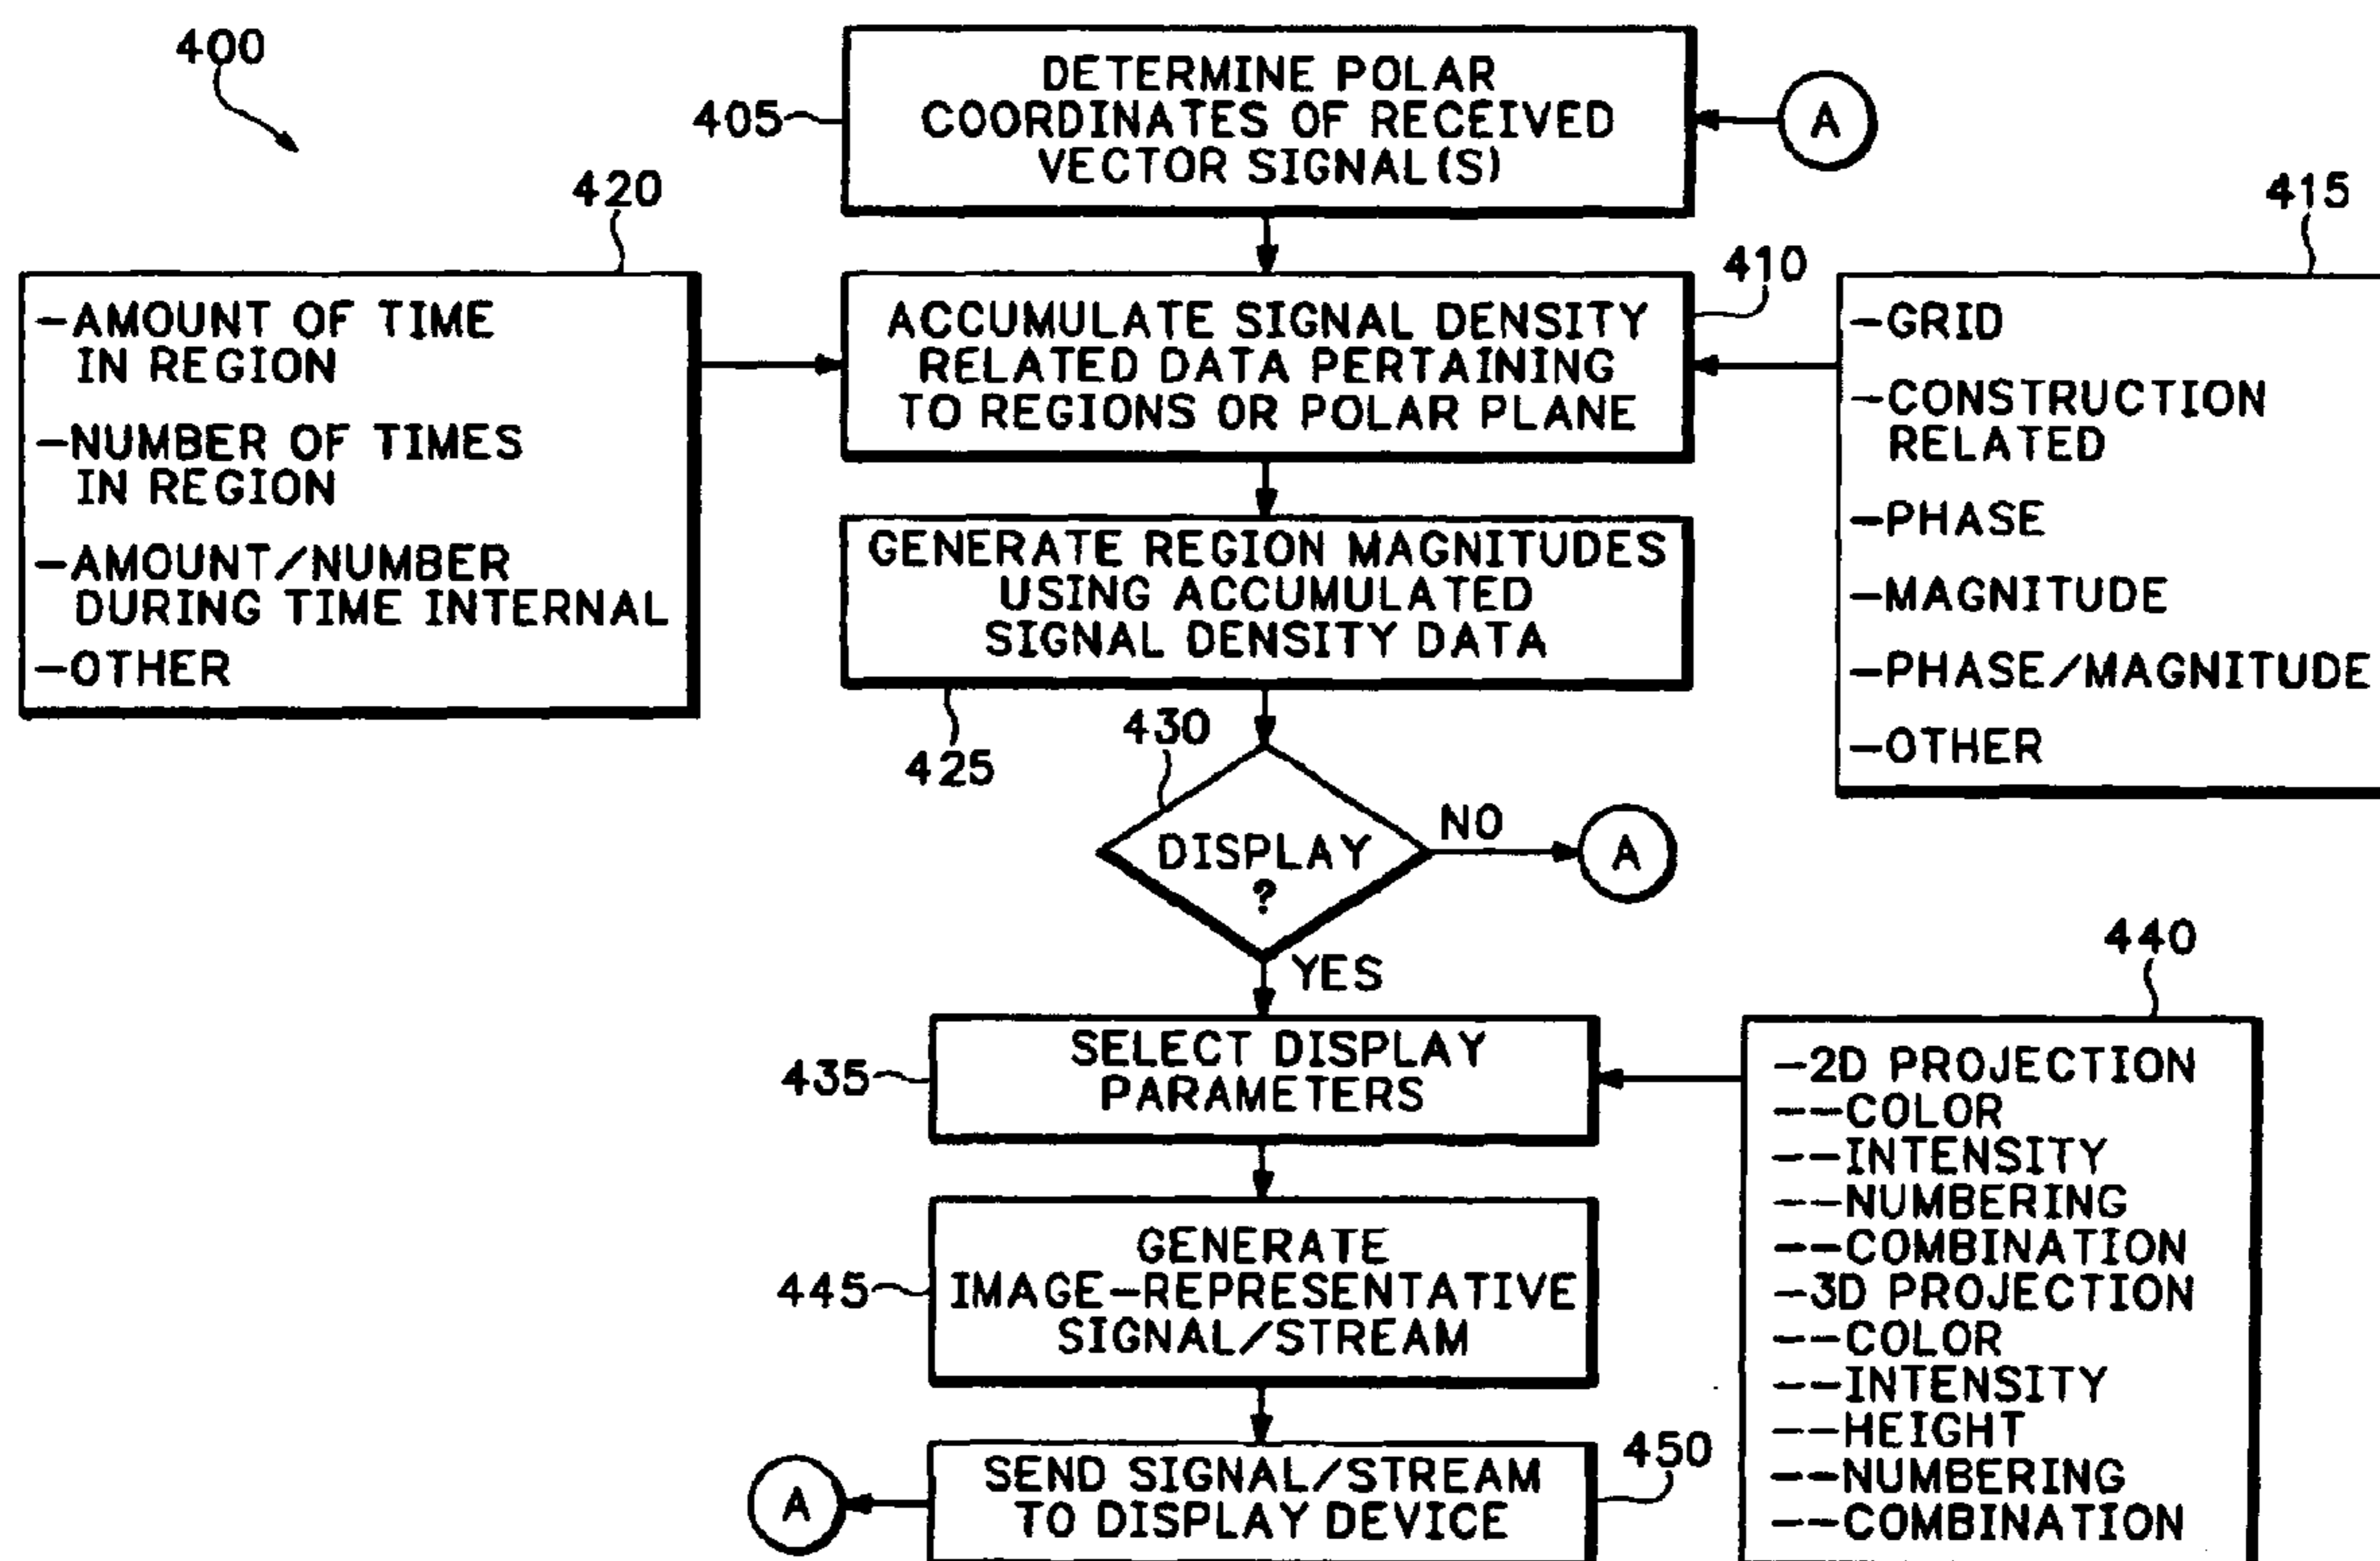 400
DETERMINE POLAR
COORDINATES OF RECEIVED
VECTOR SIGNAL(S)
405
A
420
-AMOUNT OF TIME
IN REGION
-NUMBER OF TIMES
IN REGION
-AMOUNT/NUMBER
DURING TIME INTERNAL
-OTHER
410
ACCUMULATE SIGNAL DENSITY
RELATED DATA PERTAINING
TO REGIONS OR POLAR PLANE
415
-GRID
-CONSTRUCTION
RELATED
-PHASE
-MAGNITUDE
-PHASE/MAGNITUDE
-OTHER
GENERATE REGION MAGNITUDES
USING ACCUMULATED
SIGNAL DENSITY DATA
425
430
DISPLAY
?
NO
A
YES
435
SELECT DISPLAY
PARAMETERS
440
-2D PROJECTION
--COLOR
--INTENSITY
--NUMBERING
--COMBINATION
-3D PROJECTION
--COLOR
--INTENSITY
--HEIGHT
--NUMBERING
--COMBINATION
445
GENERATE
IMAGE-REPRESENTATIVE
SIGNAL/STREAM
450
SEND SIGNAL/STREAM
TO DISPLAY DEVICE
A